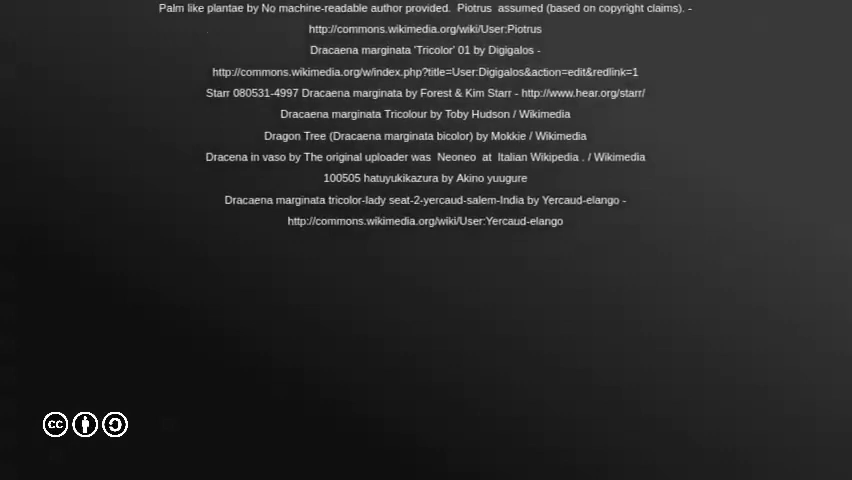 Palm like plantae by No machine-readable author provided.  Piotrus  assumed (based on copyright claims). -
http://commons.wikimedia.org/wiki/User:Piotrus
Dracaena marginata 'Tricolor' 01 by Digigalos -
http://commons.wikimedia.org/w/index.php?title=User:Digigalos&action=edit&redlink=1
Starr 080531-4997 Dracaena marginata by Forest & Kim Starr - http://www.hear.org/starr/
Dracaena marginata Tricolour by Toby Hudson / Wikimedia
Dragon Tree (Dracaena marginata bicolor) by Mokkie / Wikimedia
Dracena in vaso by The original uploader was  Neoneo  at  Italian Wikipedia . / Wikimedia
100505 hatuyukikazura by Akino yuugure
Dracaena marginata tricolor-lady seat-2-yercaud-salem-India by Yercaud-elango -
http://commons.wikimedia.org/wiki/User:Yercaud-elango
cc